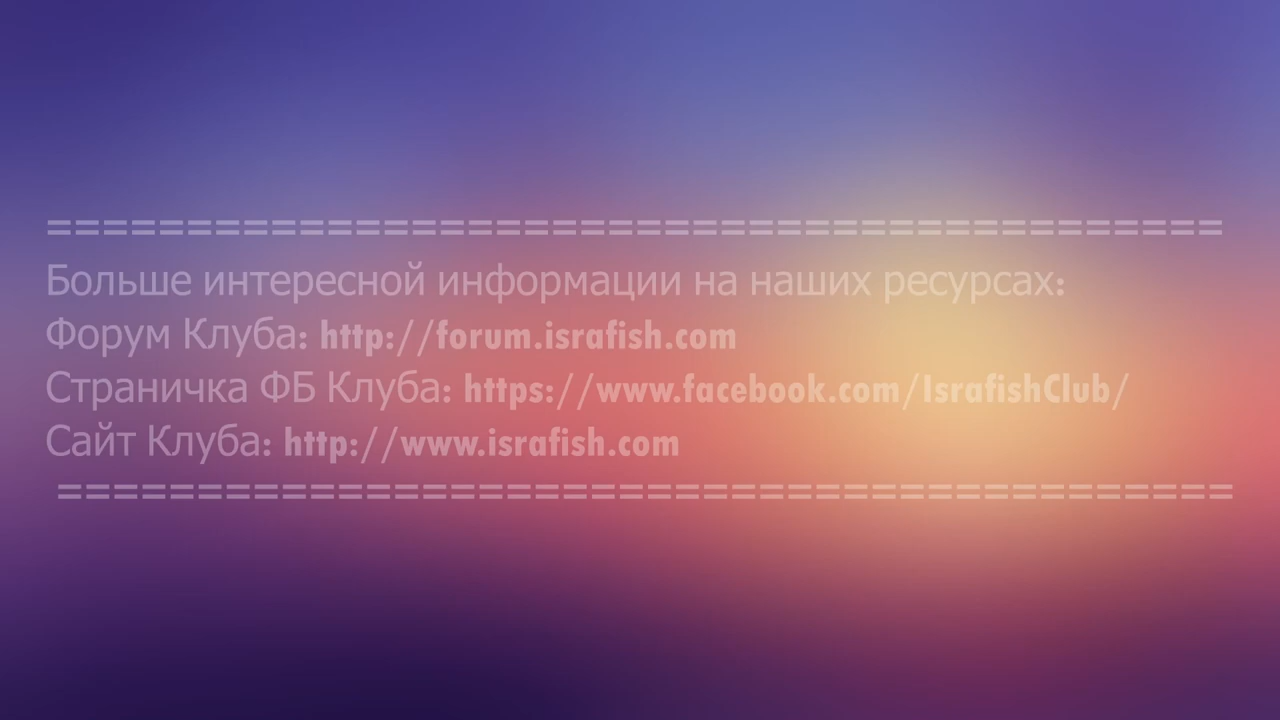 ==========================================
Больше интересной информации на наших ресурсах:
Форум Клуба: http://forum.israfish.com
Страничка ФБ Клуба: https://www.facebook.com/IsrafishClub/
Сайт Клуба: http://www.israfish.com
==========================================